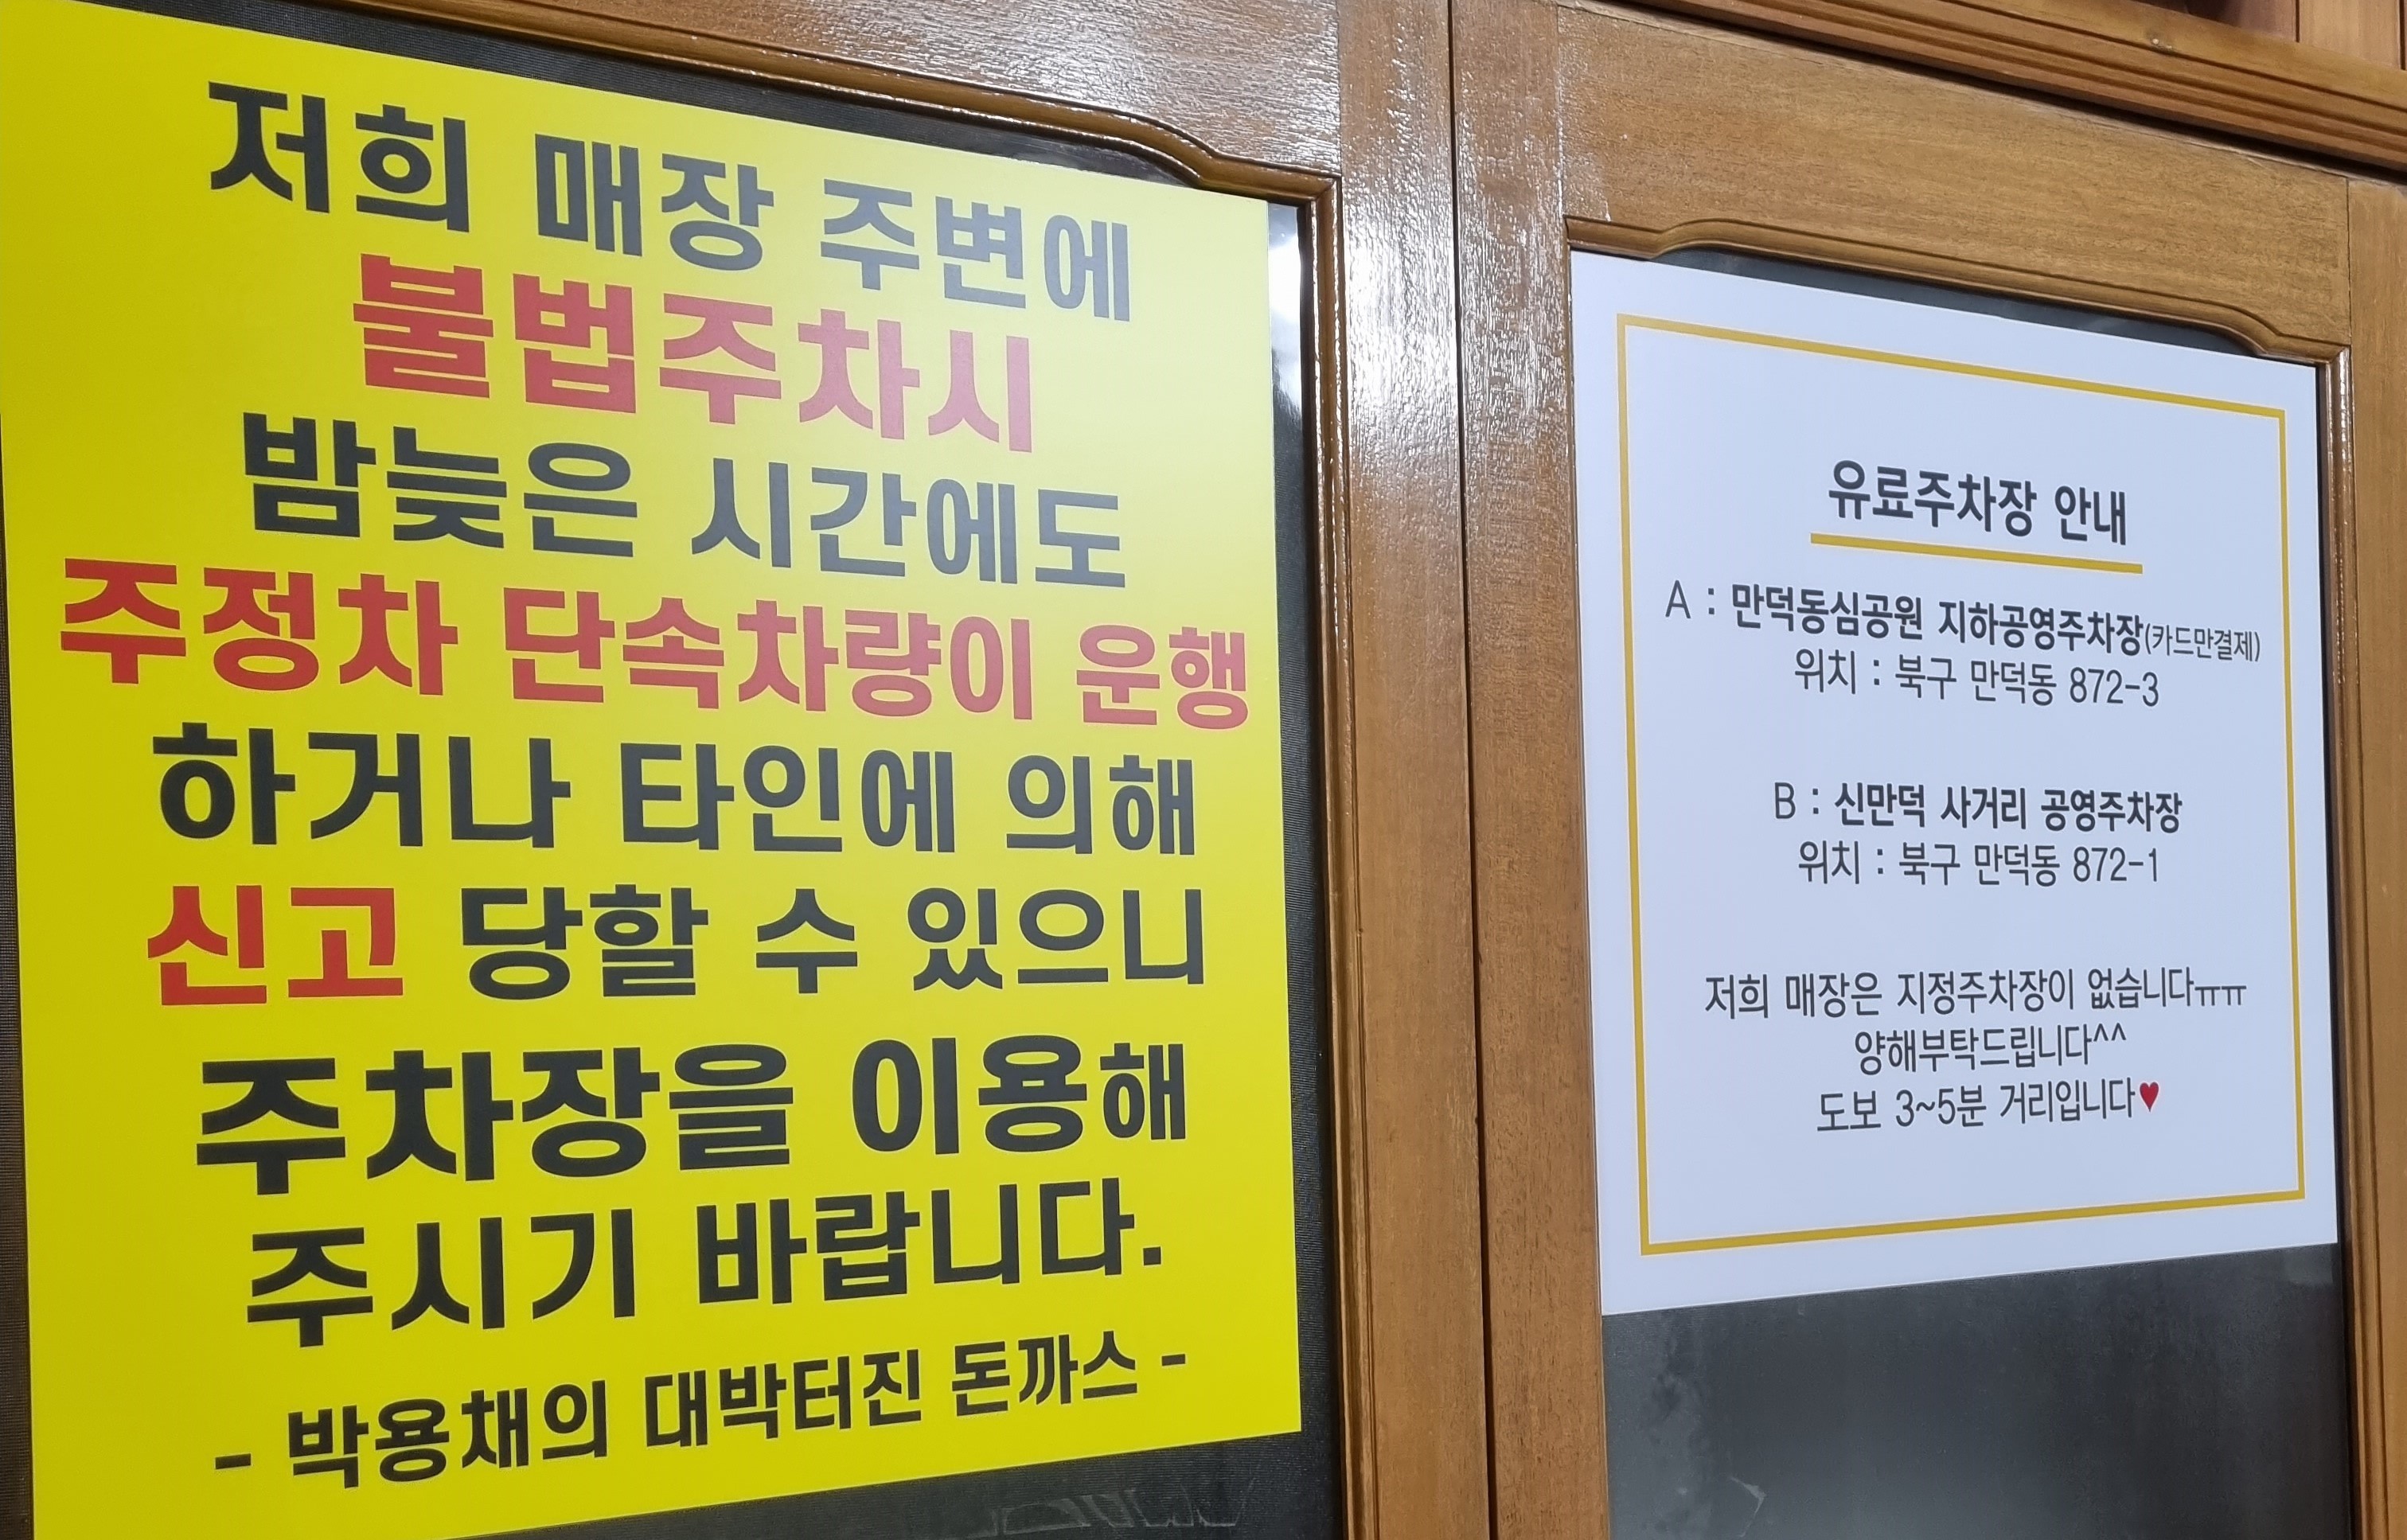 저희 매장 주변에
불법주차시
밤늦은 시간에도
주정차 단속차량이 운행
하거나 타인에 의해
신고 당할 수 있으니
주차장을 이용해
주시기 바랍니다.
- 박용채의 대박터진 돈까스 -
유료주차장 안내
A : 만덕동심공원 지하공영주차장(카드만결제)
위치 : 북구 만덕동 872-3
B : 신만덕 사거리 공영주차장
위치 : 북구 만덕동 872-1
저희 매장은 지정주차장이 없습니다ㅠㅠ
양해부탁드립니다^^
도보 3~5분 거리입니다♥